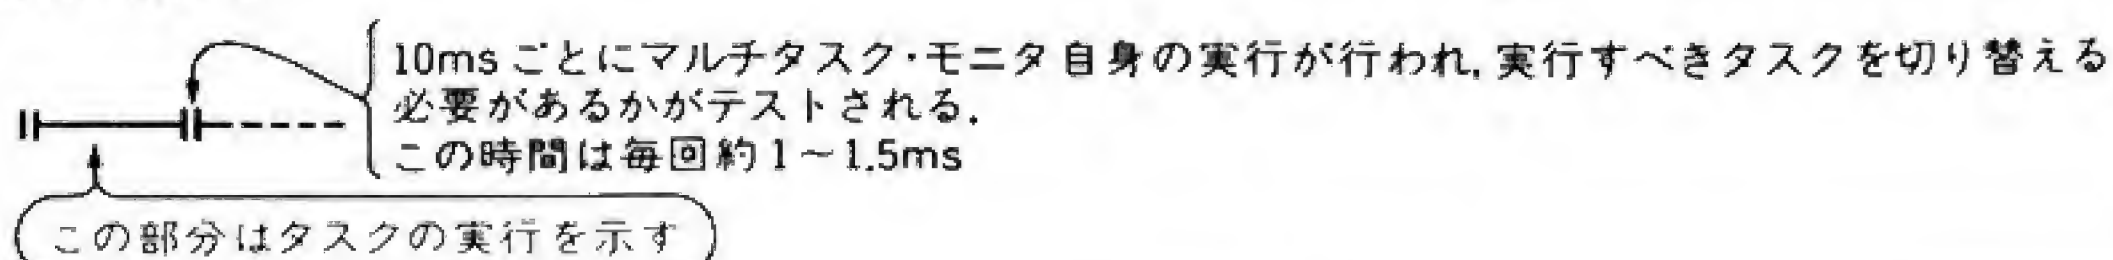 10msごとにマルチタスク・モニタ自身の実行が行われ,実行すべきタスクを切り替える
必要があるかがテストされる.
この時間は毎回約1～1.5ms
この部分はタスクの実行を示す